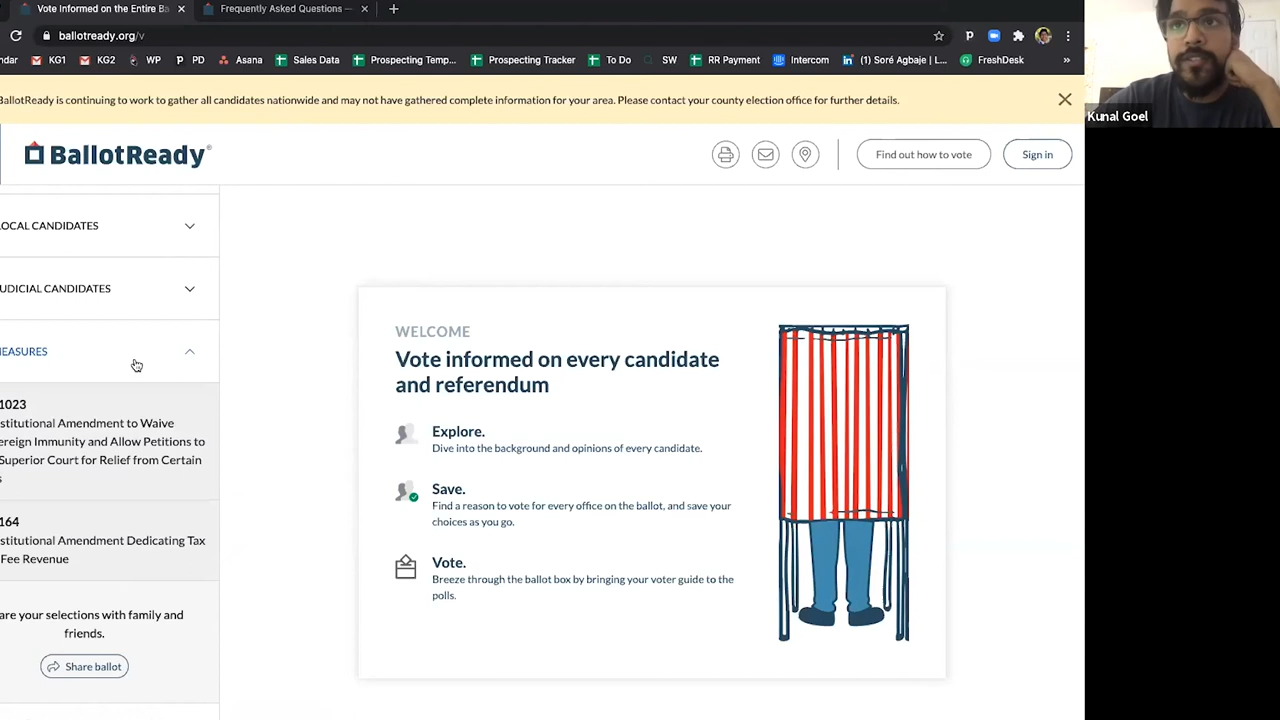 Vote Informed on the Entire Ba
Frequently Asked Questions —
ballotready.org/v
ndar KG1 KG2 WP PD Asana Sales Data Prospecting Temp... Prospecting Tracker To Do SW RR Payment Intercom (1) Soré Agbaje | L... FreshDesk »
Kunal Goel
BallotReady is continuing to work to gather all candidates nationwide and may not have gathered complete information for your area. Please contact your county election office for further details.
BallotReady®
Find out how to vote
Sign in
LOCAL CANDIDATES
UDICIAL CANDIDATES
MEASURES
1023
stitutional Amendment to Waive
ereign Immunity and Allow Petitions to
Superior Court for Relief from Certain
s
164
stitutional Amendment Dedicating Tax
Fee Revenue
are your selections with family and
friends.
Share ballot
WELCOME
Vote informed on every candidate
and referendum
Explore.
Dive into the background and opinions of every candidate.
Save.
Find a reason to vote for every office on the ballot, and save your
choices as you go.
Vote.
Breeze through the ballot box by bringing your voter guide to the
polls.